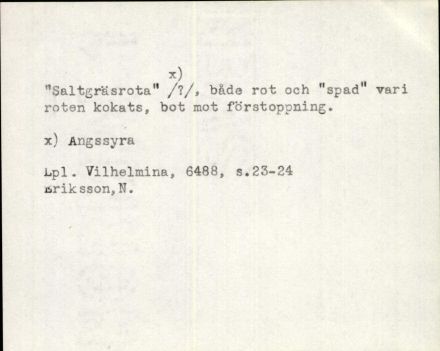 x)
"Saltgräsrota" /?/, både rot och "spad" vari
roten kokats, bot mot förstoppning.
x) Angssyra
Lpl. Vilhelmina, 6488, s.23-24
Eriksson,N.